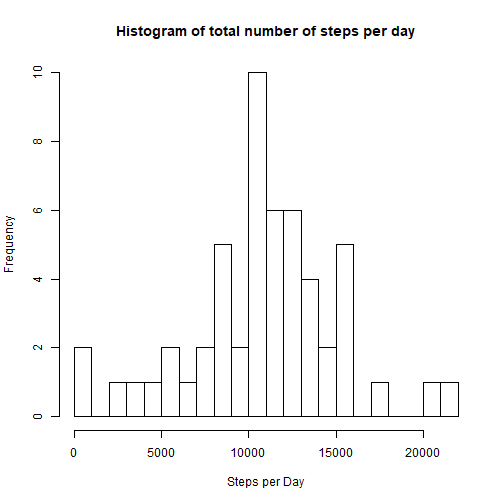 Histogram of total number of steps per day
Frequency
10
8
6
4
2
0
0 5000 10000 15000 20000
Steps per Day